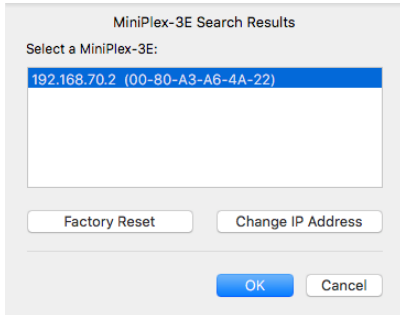 MiniPlex-3E Search Results
Select a MiniPlex-3E:
192.168.70.2 (00-80-A3-A6-4A-22)
Factory Reset Change IP Address
OK Cancel